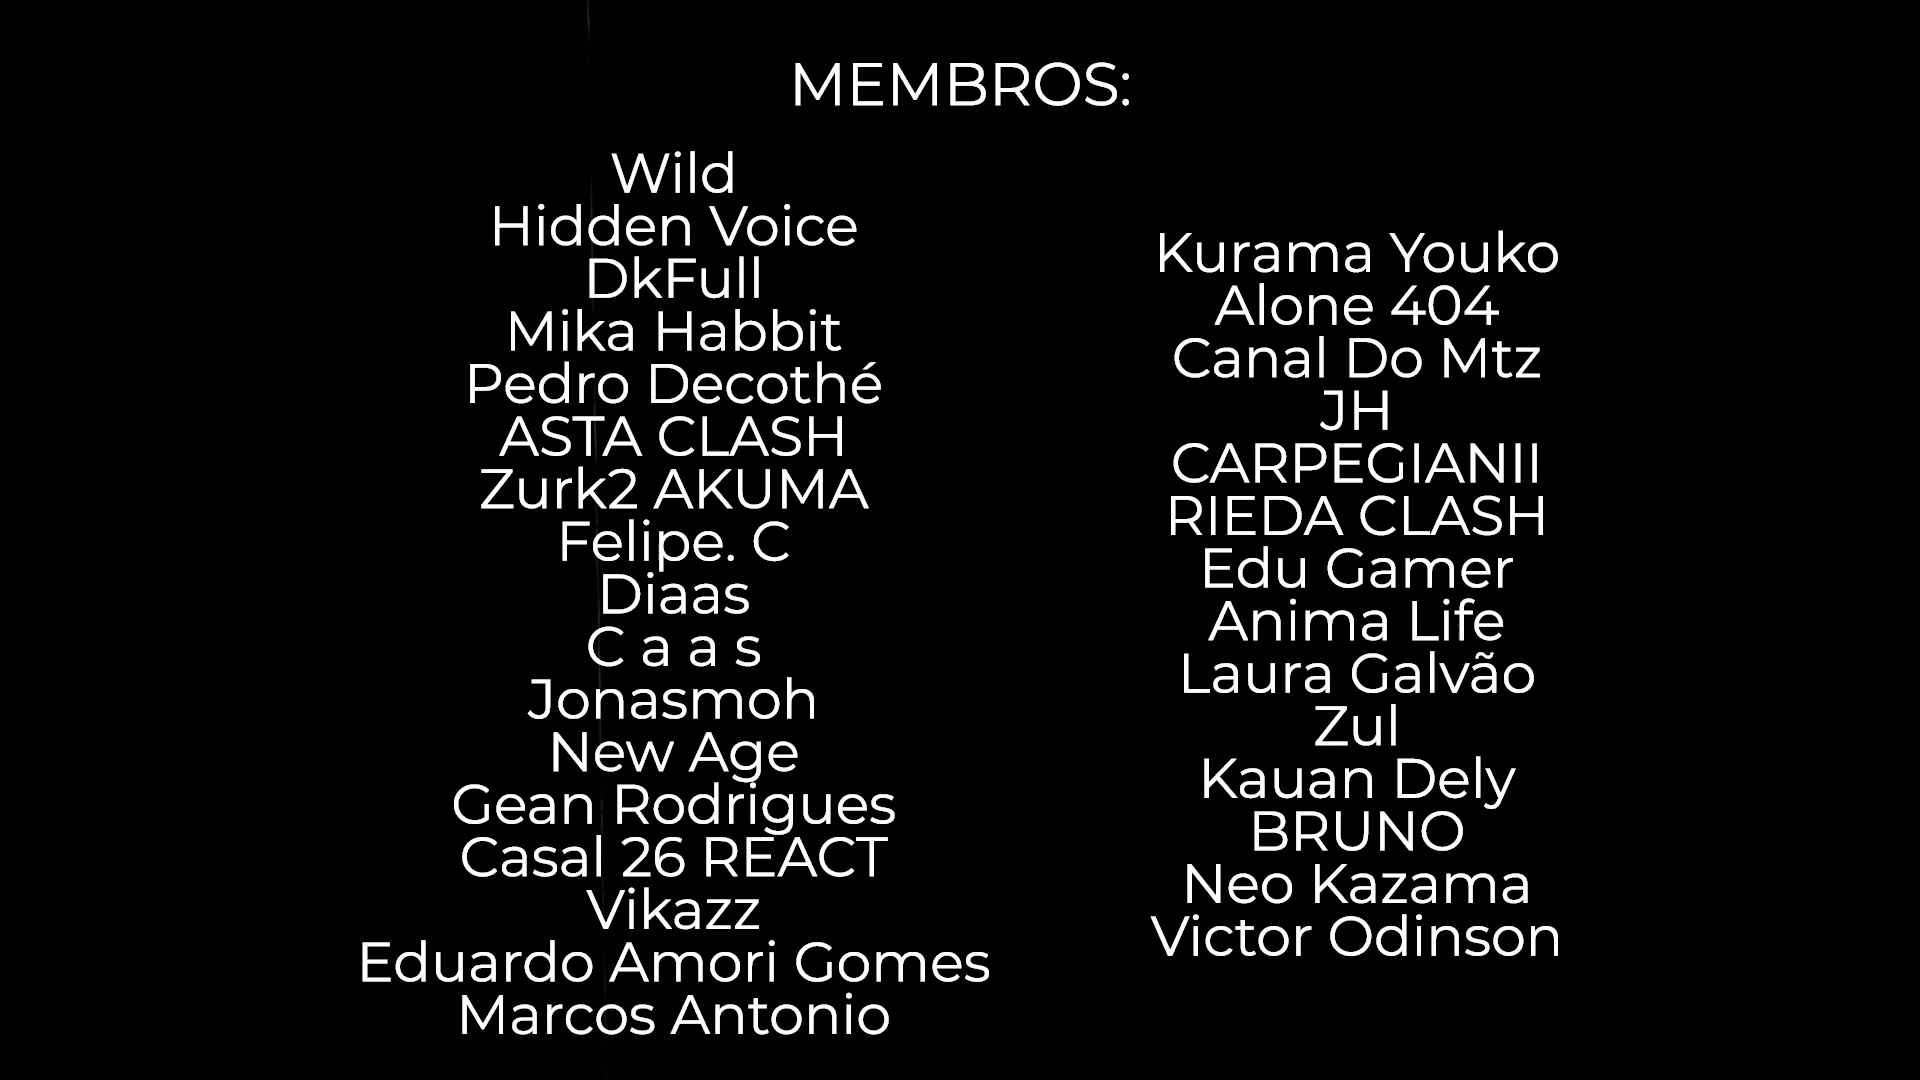 MEMBROS:
Wild
Hidden Voice
DkFull
Mika Habbit
Pedro Decothé
ASTA CLASH
Zurk2 AKUMA
Felipe. C
Diaas
C a a s
Jonasmoh
New Age
Gean Rodrigues
Casal 26 REACT
Vikazz
Eduardo Amori Gomes
Marcos Antonio
Kurama Youko
Alone 404
Canal Do Mtz
JH
CARPEGIANII
RIEDA CLASH
Edu Gamer
Anima Life
Laura Galvão
Zul
Kauan Dely
BRUNO
Neo Kazama
Victor Odinson